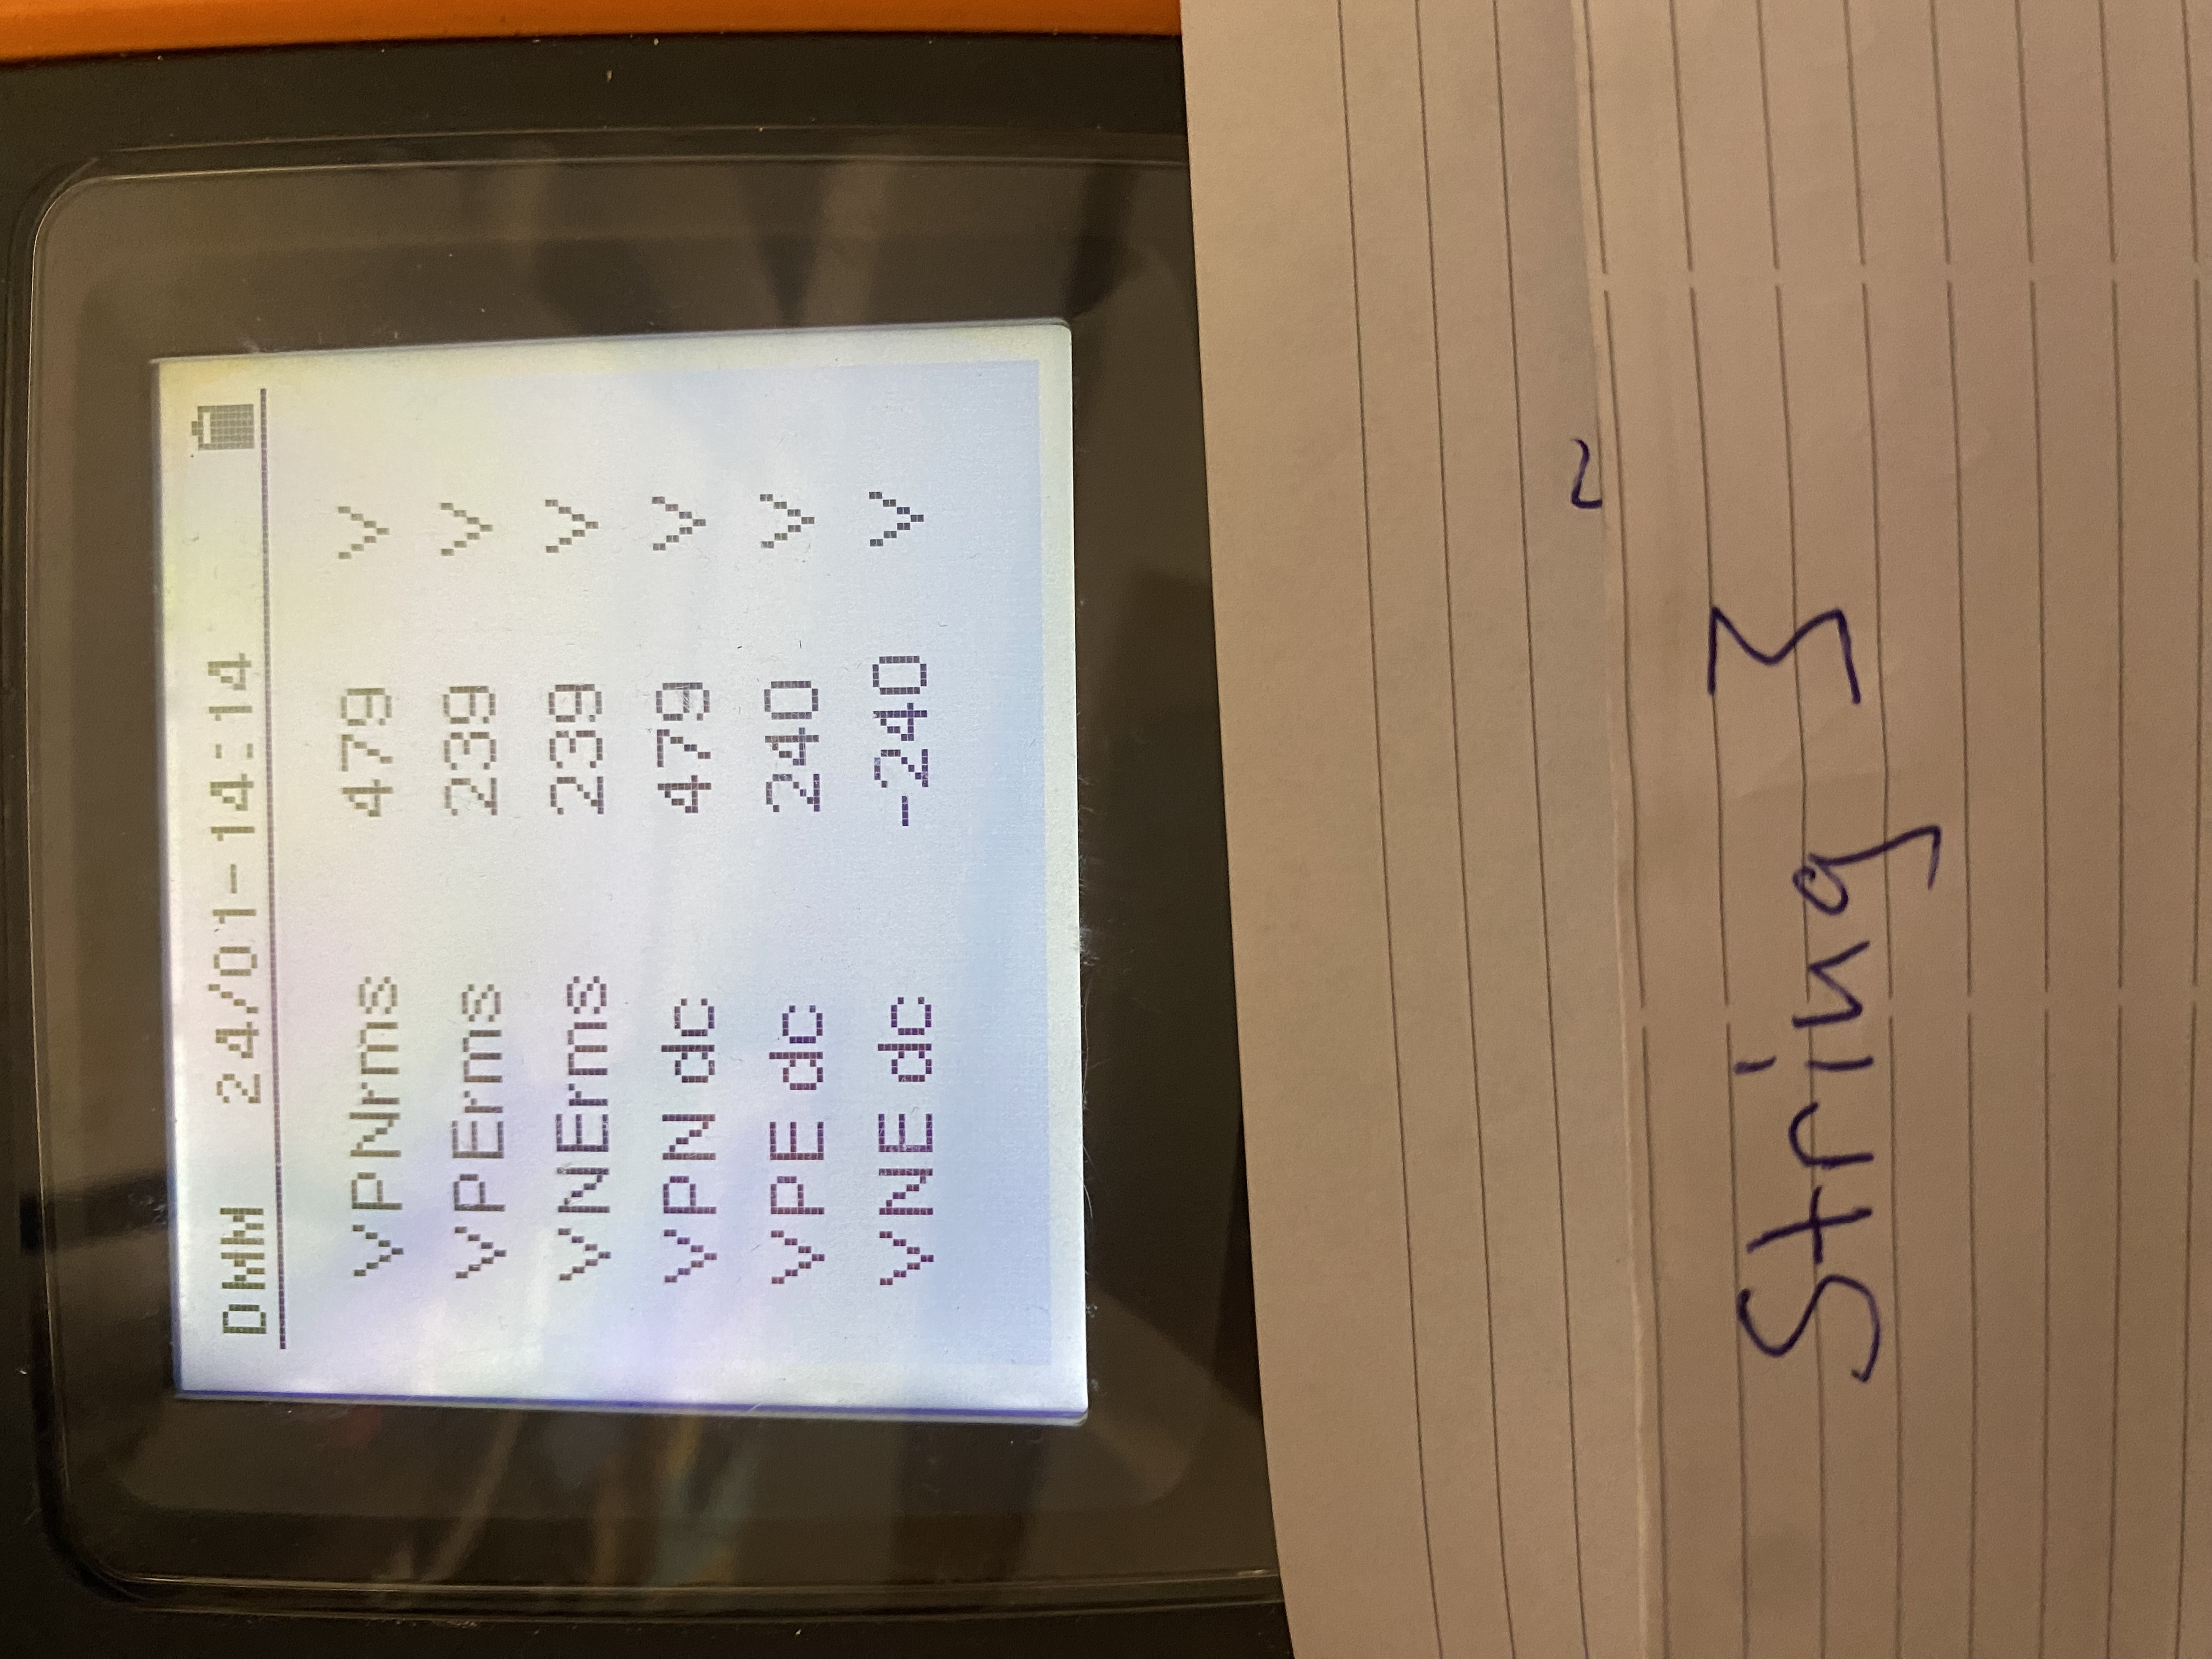 DMM 24/01-14:14
VPNrms 479 V
VPErms 239 V
VNErms 239 V
VPN dc 479 V
VPE dc 240 V
VNE dc -240 V
~
String 3